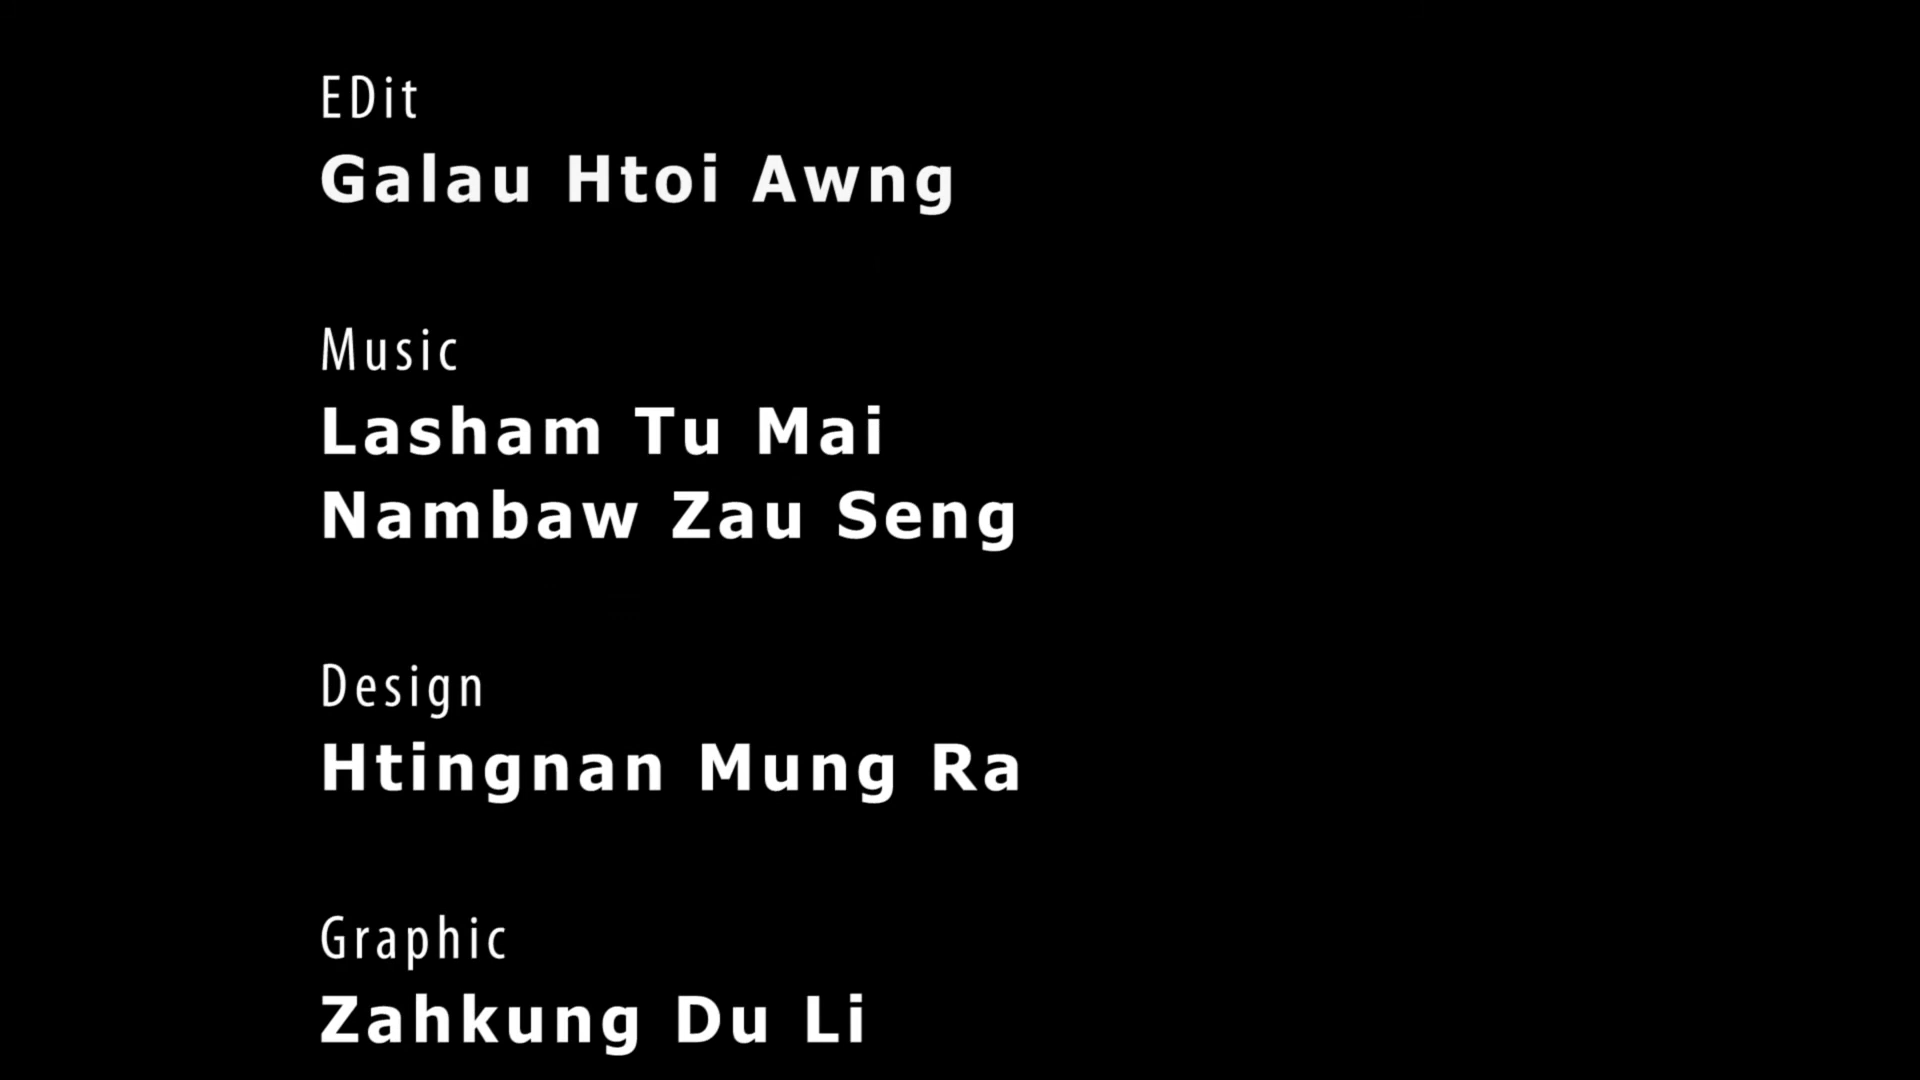 EDit
Galau Htoi Awng
Music
Lasham Tu Mai
Nambaw Zau Seng
Design
Htingnan Mung Ra
Graphic
Zahkung Du Li